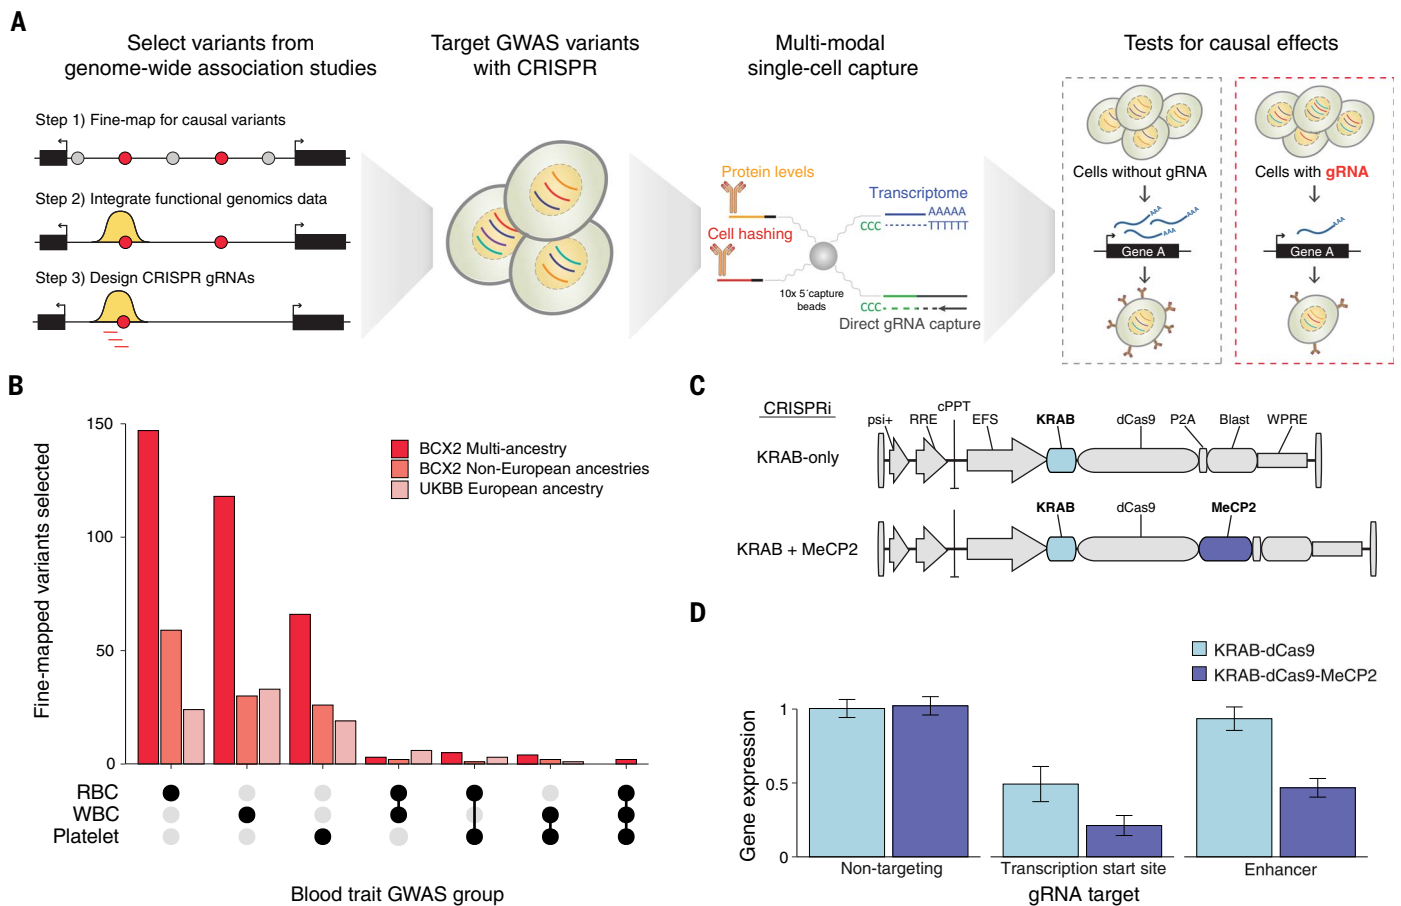 A
Select variants from
genome-wide association studies
Target GWAS variants
with CRISPR
Multi-modal
single-cell capture
Tests for causal effects
Step 1) Fine-map for causal variants
Step 2) Integrate functional genomics data
Step 3) Design CRISPR gRNAs
Protein levels
Cell hashing
Transcriptome
AAAAA
CCC
TTTTTT
10x 5´capture
beads
CCC
Direct gRNA capture
Cells without gRNA
AAA
AAA
AAA
Gene A
Cells with gRNA
AAA
Gene A
B
Fine-mapped variants selected
150
100
50
0
BCX2 Multi-ancestry
BCX2 Non-European ancestries
UKBB European ancestry
RBC
WBC
Platelet
Blood trait GWAS group
C
CRISPRi
KRAB-only
psi+
RRE
cPPT
EFS
KRAB
dCas9
P2A
Blast
WPRE
KRAB + MeCP2
KRAB
dCas9
MeCP2
D
KRAB-dCas9
KRAB-dCas9-MeCP2
Gene expression
1
0.5
0
Non-targeting
Transcription start site
Enhancer
gRNA target